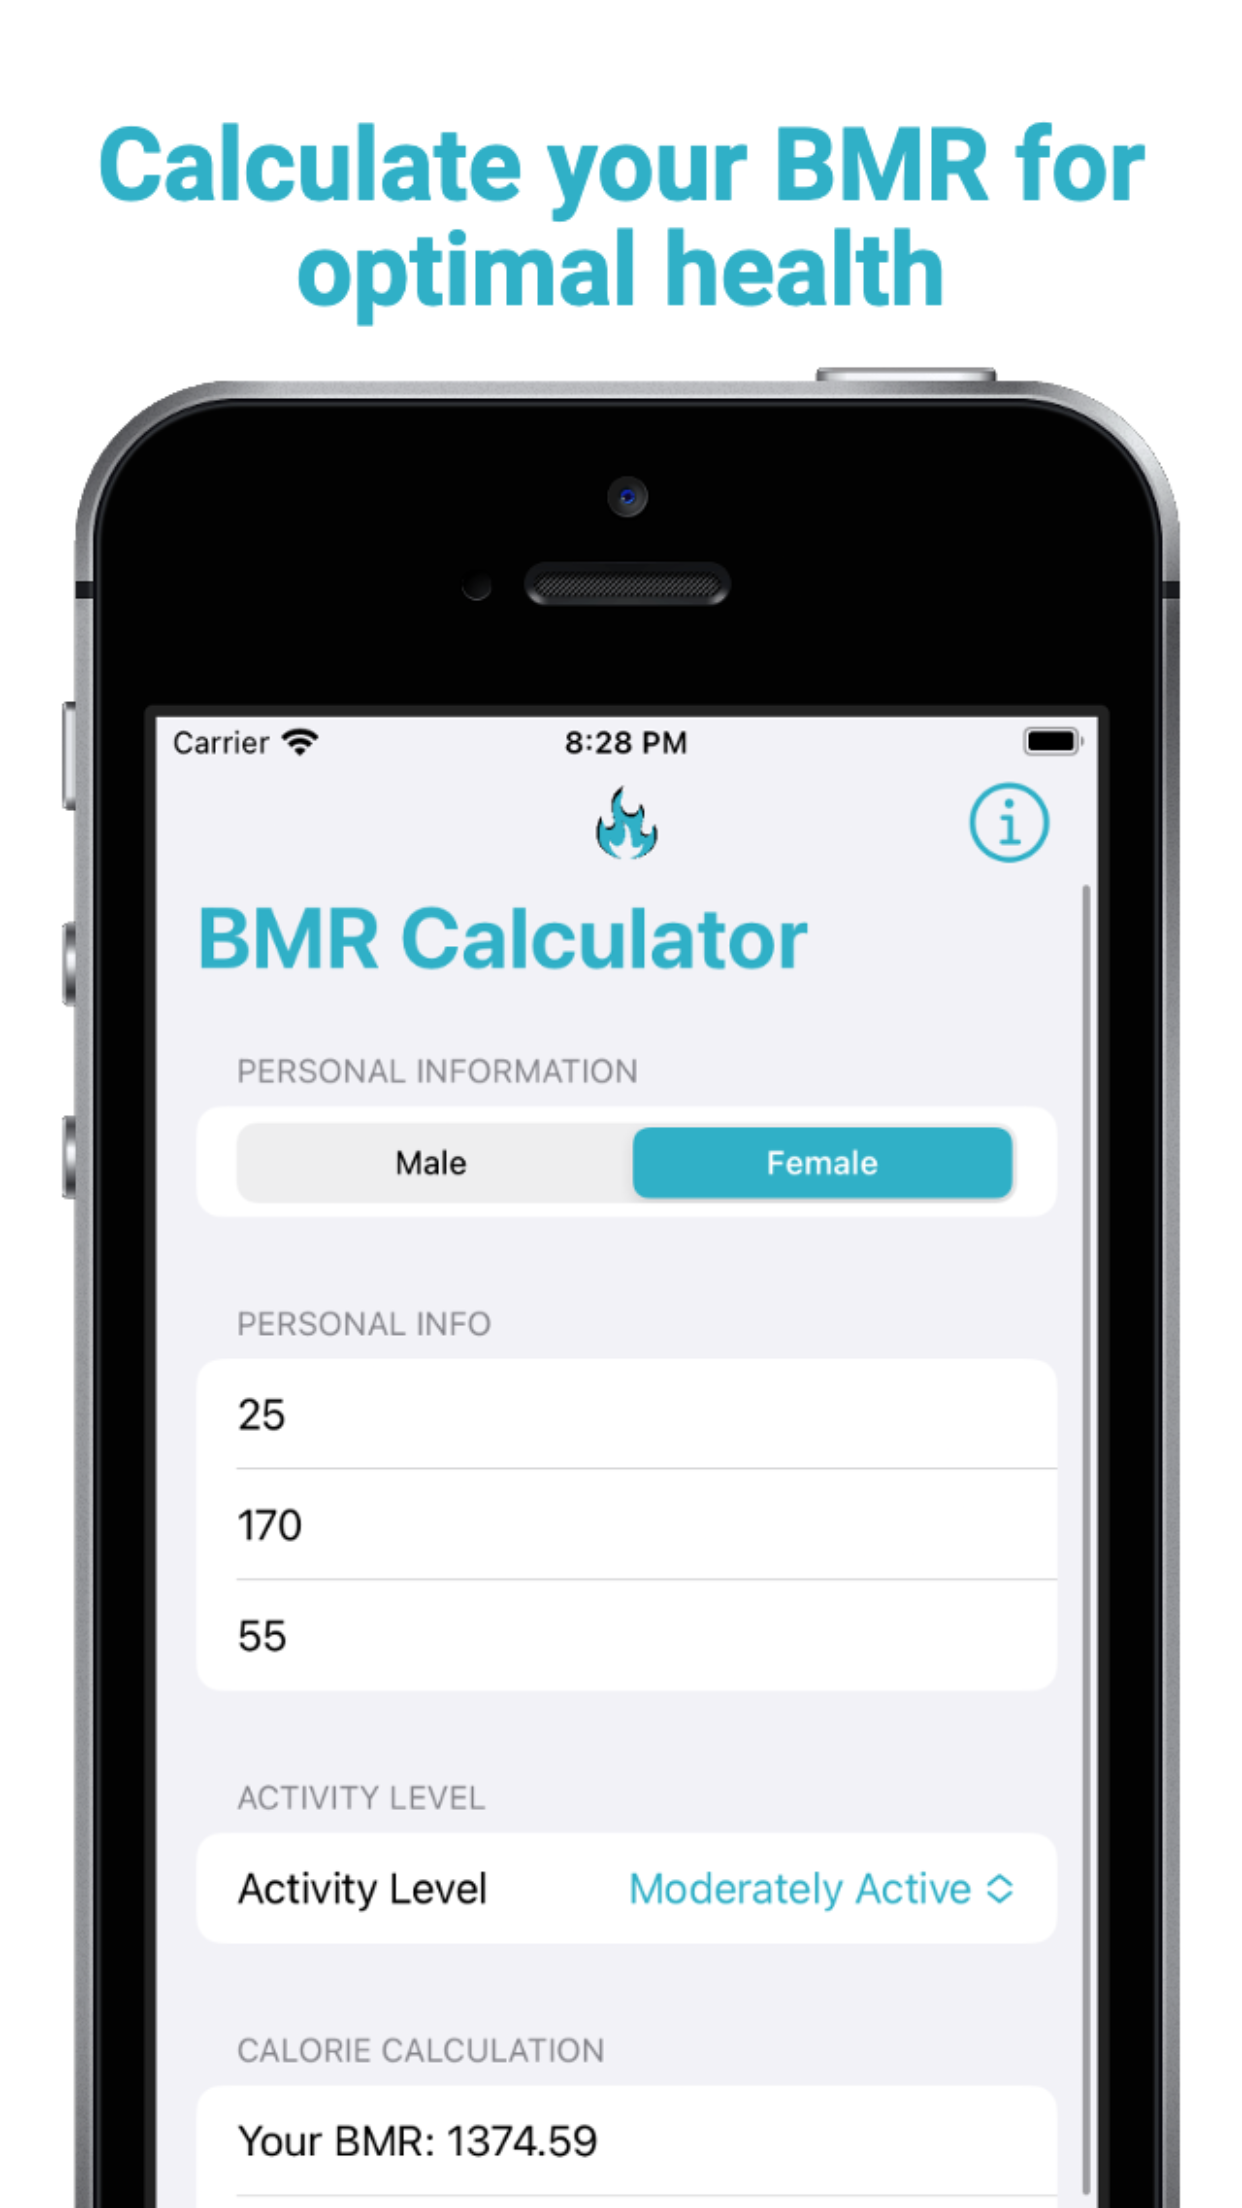 Calculate your BMR for
optimal health
Carrier 8:28 PM
BMR Calculator
PERSONAL INFORMATION
Male Female
PERSONAL INFO
25
170
55
ACTIVITY LEVEL
Activity Level Moderately Active
CALORIE CALCULATION
Your BMR: 1374.59